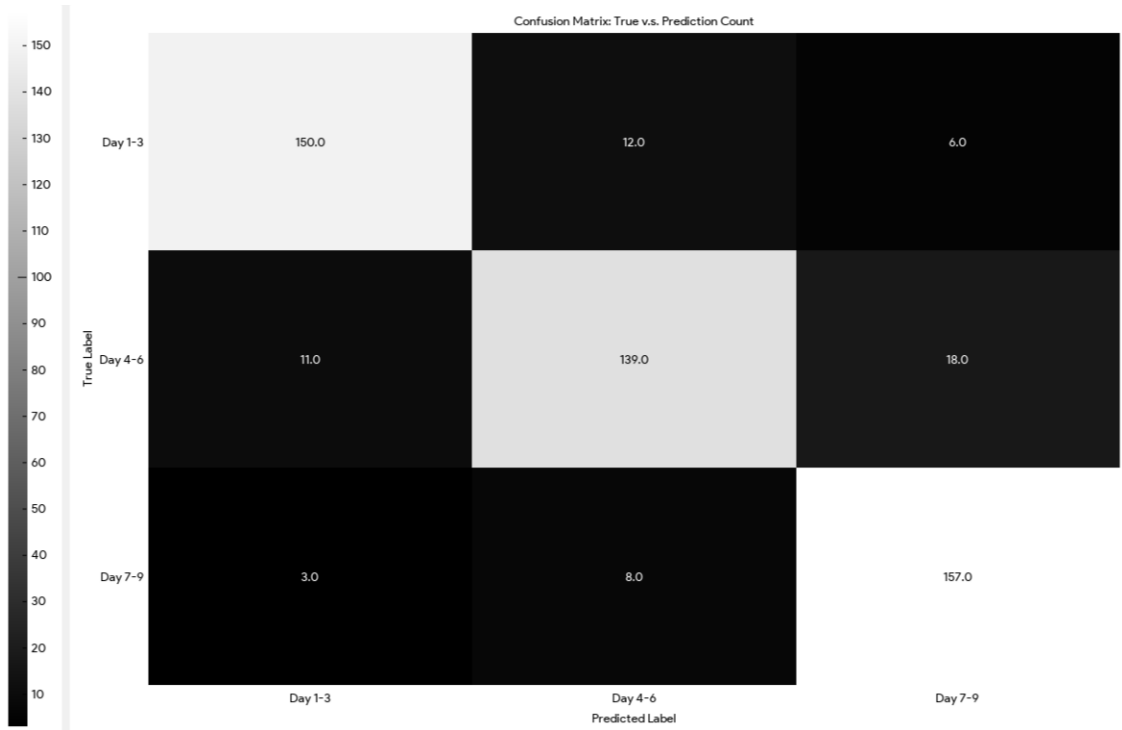 Confusion Matrix: True v.s. Prediction Count
150
140
130
120
110
100
90
80
70
60
50
40
30
20
10
True Label
Day 1-3
150.0
12.0
6.0
Day 4-6
11.0
139.0
18.0
Day 7-9
3.0
8.0
157.0
Day 1-3
Day 4-6
Day 7-9
Predicted Label